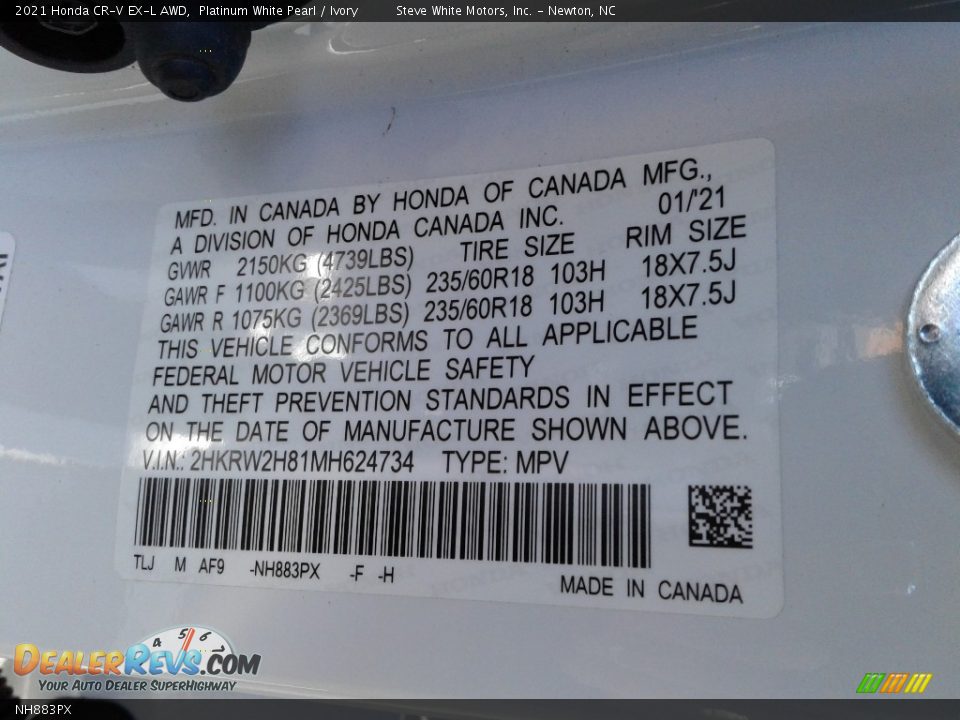 2021 Honda CR-V EX-L AWD, Platinum White Pearl / Ivory Steve White Motors, Inc. - Newton, NC
MFD. IN CANADA BY HONDA OF CANADA MFG.,
A DIVISION OF HONDA CANADA INC. 01/'21
GVWR 2150KG (4739LBS) TIRE SIZE RIM SIZE
GAWR F 1100KG (2425LBS) 235/60R18 103H 18X7.5J
GAWR R 1075KG (2369LBS) 235/60R18 103H 18X7.5J
THIS VEHICLE CONFORMS TO ALL APPLICABLE
FEDERAL MOTOR VEHICLE SAFETY
AND THEFT PREVENTION STANDARDS IN EFFECT
ON THE DATE OF MANUFACTURE SHOWN ABOVE.
V.I.N.: 2HKRW2H81MH624734 TYPE: MPV
TLJ M AF9 -NH883PX -F -H
MADE IN CANADA
4 5 6
DEALERREVS.COM
YOUR AUTO DEALER SUPERHIGHWAY
NH883PX